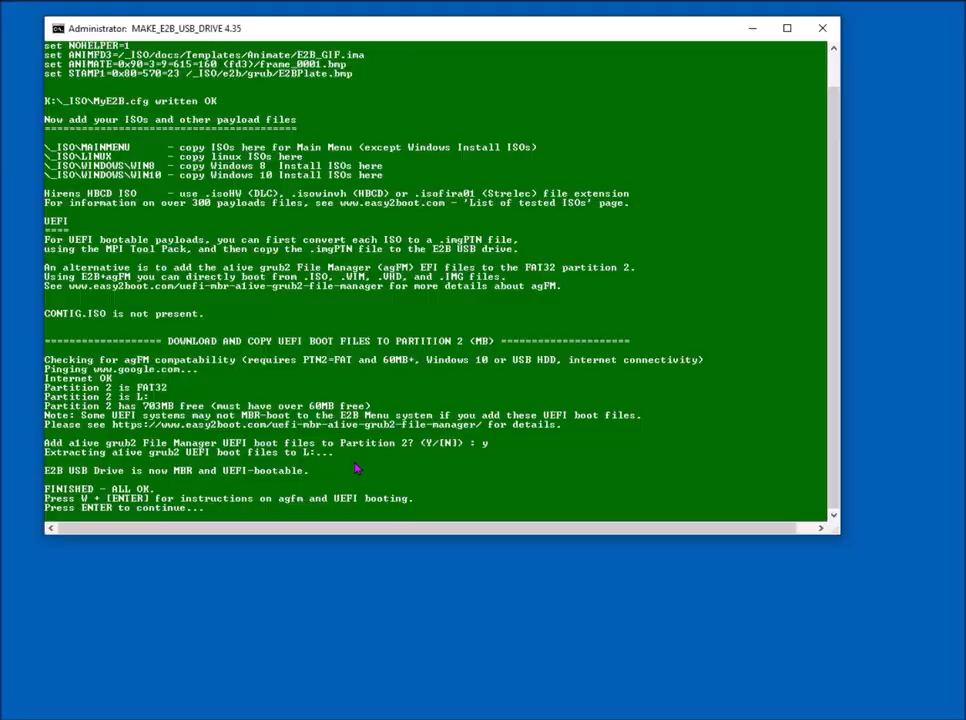 Administrator: MAKE_E2B_USB_DRIVE 4.35
set NOHELPER=1
set ANIMFD3=/_ISO/docs/Templates/Animate/E2B_GIF.ima
set ANIMATE=0x90=3=9=615=160 (fd3)/frame_0001.bmp
set STAMP1=0x80=570=23 /_ISO/e2b/grub/E2BPlate.bmp
K:\_ISO\MyE2B.cfg written OK
Now add your ISOs and other payload files
=========================================
\_ISO\MAINMENU - copy ISOs here for Main Menu (except Windows Install ISOs)
\_ISO\LINUX - copy linux ISOs here
\_ISO\WINDOWS\WIN8 - copy Windows 8 Install ISOs here
\_ISO\WINDOWS\WIN10 - copy Windows 10 Install ISOs here
Hirens HBCD ISO - use .isoHW (DLC), .isowinvh (HBCD) or .isofira01 (Strelec) file extension
For information on over 300 payloads files, see www.easy2boot.com - 'List of tested ISOs' page.
UEFI
====
For UEFI bootable payloads, you can first convert each ISO to a .imgPTN file,
using the MPI Tool Pack, and then copy the .imgPTN file to the E2B USB drive.
An alternative is to add the a1ive grub2 File Manager (agFM) EFI files to the FAT32 partition 2.
Using E2B+agFM you can directly boot from .ISO, .WIM, .VHD, and .IMG files.
See www.easy2boot.com/uefi-mbr-a1ive-grub2-file-manager for more details about agFM.
CONTIG.ISO is not present.
=================== DOWNLOAD AND COPY UEFI BOOT FILES TO PARTITION 2 (MB) =====================
Checking for agFM compatability (requires PTN2=FAT and 60MB+, Windows 10 or USB HDD, internet connectivity)
Pinging www.google.com...
Internet OK
Partition 2 is FAT32
Partition 2 is L:
Partition 2 has 703MB free (must have over 60MB free)
Note: Some UEFI systems may not MBR-boot to the E2B Menu system if you add these UEFI boot files.
Please see https://www.easy2boot.com/uefi-mbr-a1ive-grub2-file-manager/ for details.
Add a1ive grub2 File Manager UEFI boot files to Partition 2? (Y/[N]) : y
Extracting a1ive grub2 UEFI boot files to L:...
E2B USB Drive is now MBR and UEFI-bootable.
FINISHED - ALL OK.
Press W + [ENTER] for instructions on agfm and UEFI booting.
Press ENTER to continue...